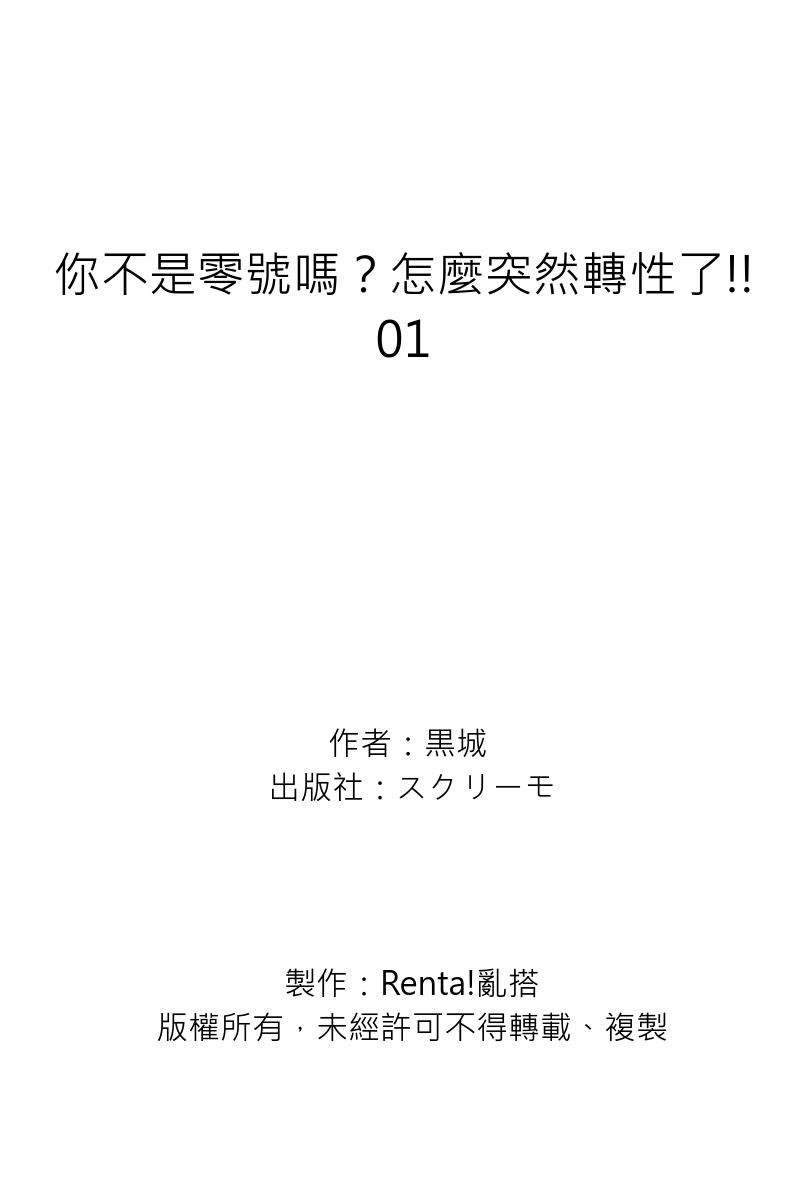 你不是零號嗎？怎麼突然轉性了!!
01
作者：黒城
出版社：スクリーモ
製作：Renta!亂搭
版權所有，未經許可不得轉載、複製